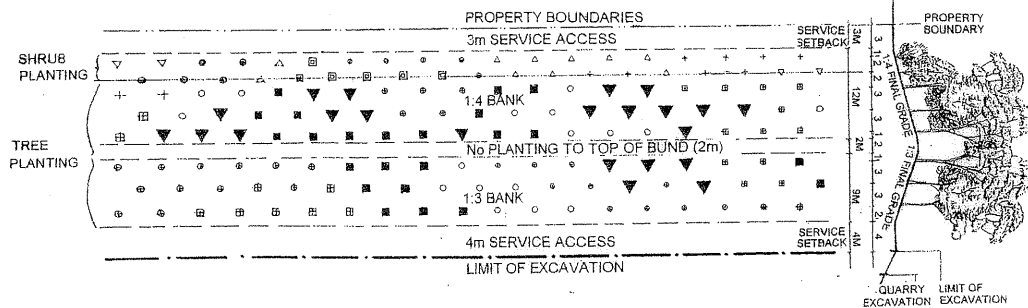 PROPERTY BOUNDARIES
3m SERVICE ACCESS
SERVICE
SETBACK
3M
3
PROPERTY
BOUNDARY
SHRUB
PLANTING
1:4 BANK
12M
1:4 FINAL GRADE
TREE
PLANTING
No PLANTING TO TOP OF BUND (2m)
2M
1:3 BANK
9M
1:3 FINAL GRADE
4m SERVICE ACCESS
SERVICE
SETBACK
4M
4
LIMIT OF EXCAVATION
QUARRY
EXCAVATION
LIMIT OF
EXCAVATION